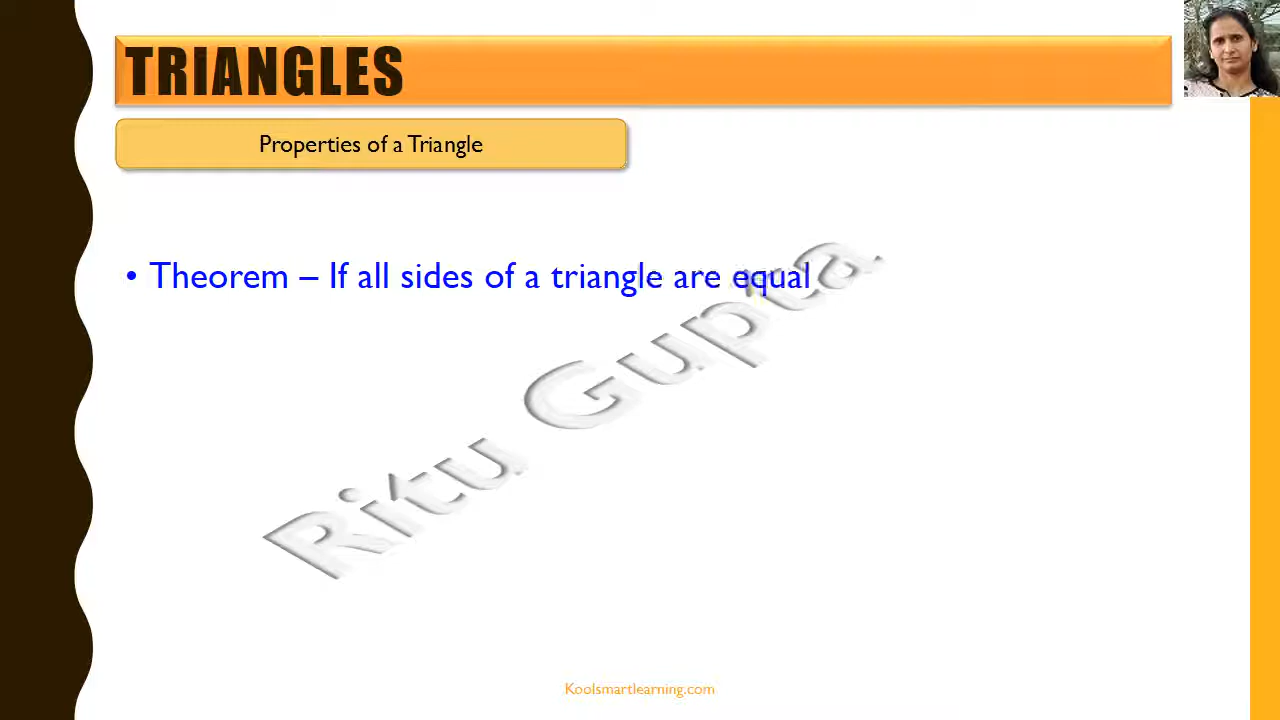 TRIANGLES
Properties of a Triangle
• Theorem – If all sides of a triangle are equal
Ritu Gupta
Koolsmartlearning.com